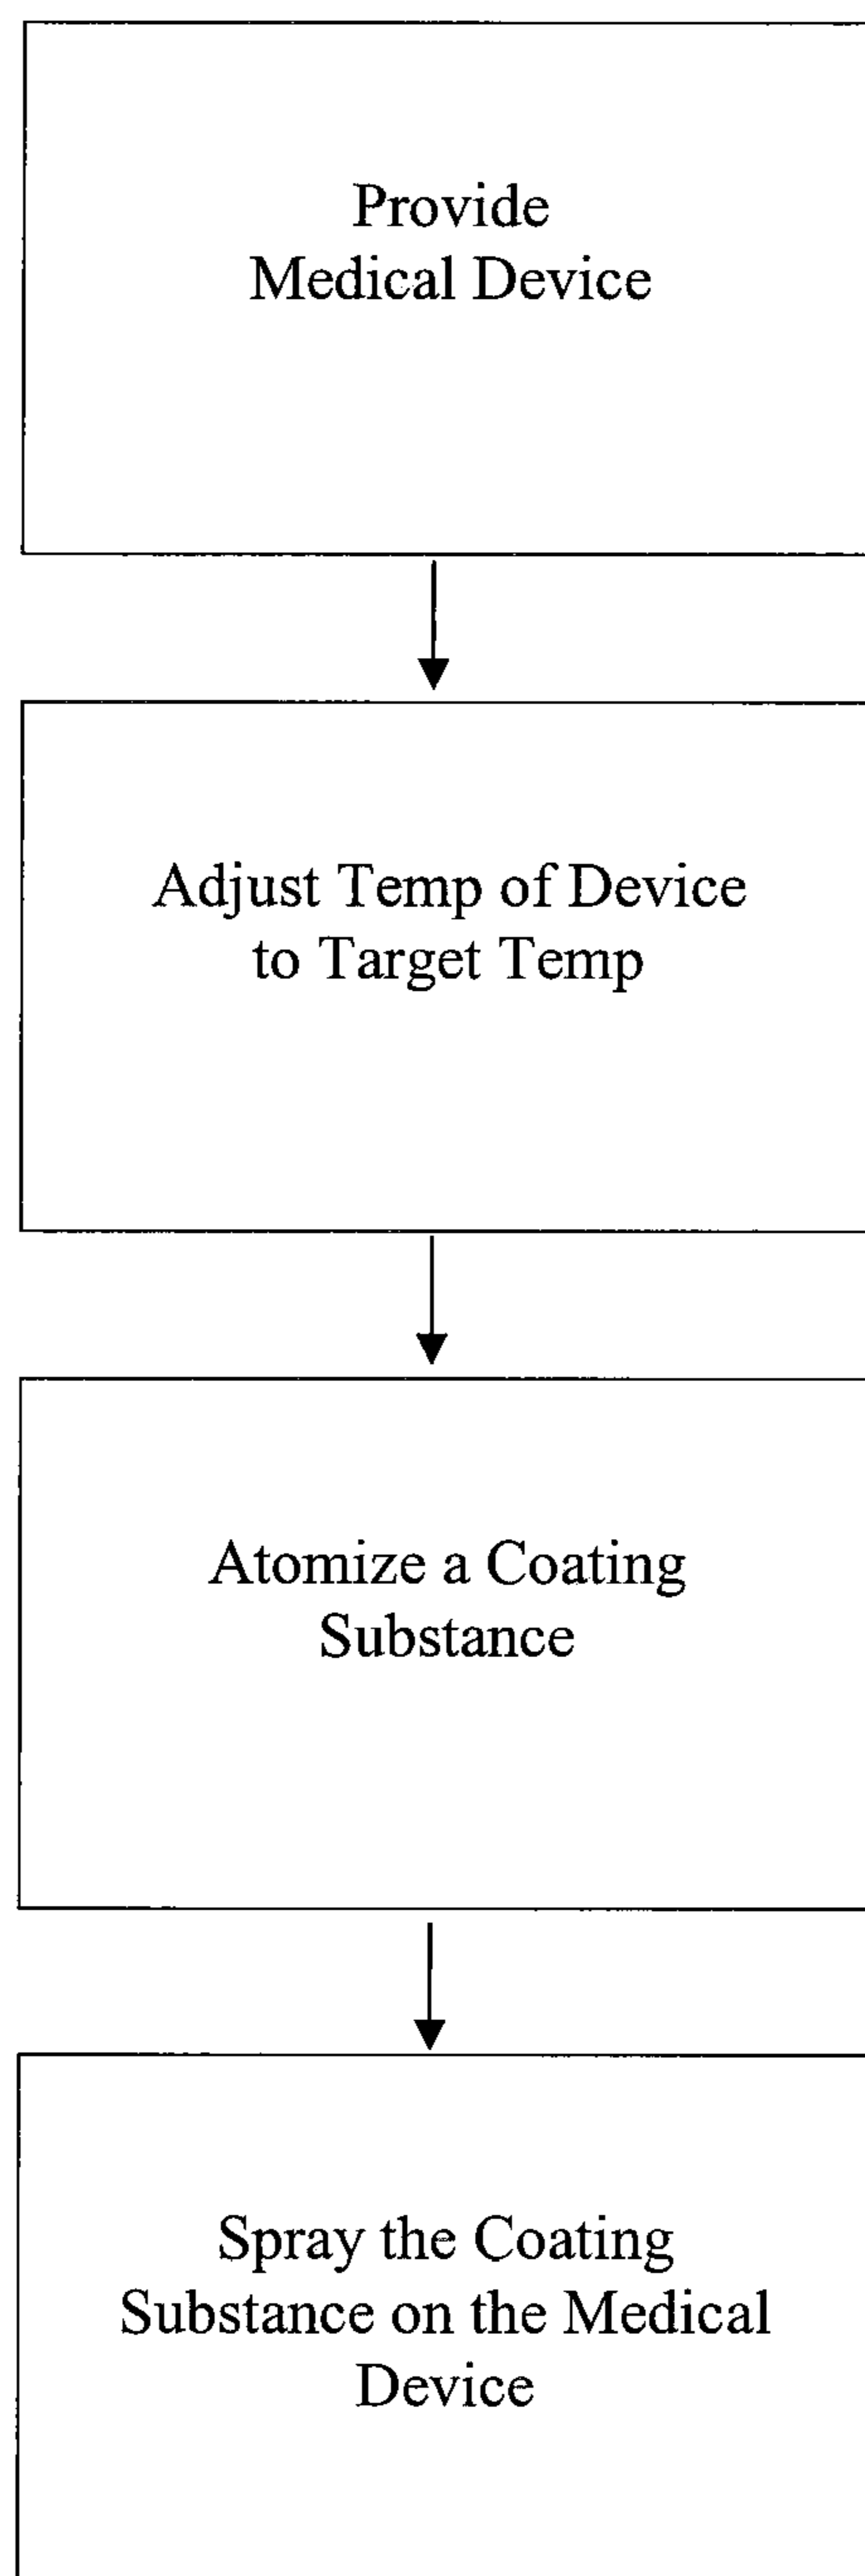 Provide
Medical Device
Adjust Temp of Device
to Target Temp
Atomize a Coating
Substance
Spray the Coating
Substance on the Medical
Device